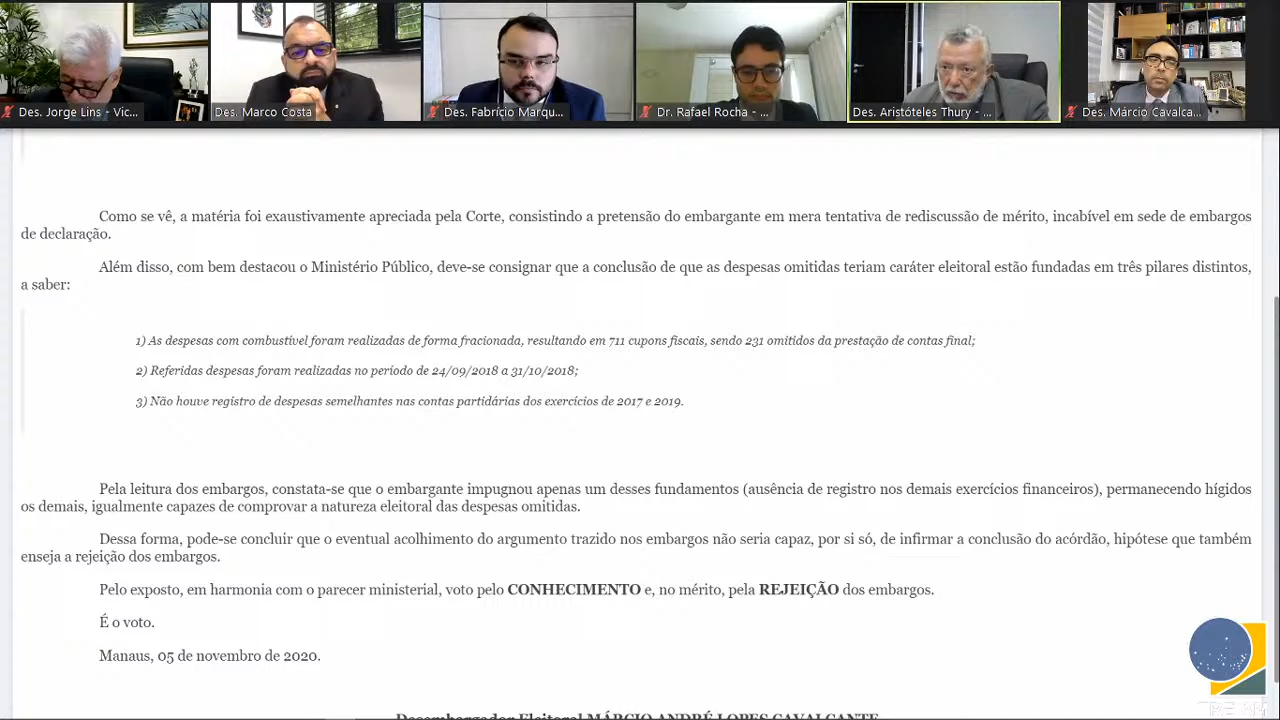 Des. Jorge Lins - Vic...
Des. Marco Costa
Des. Fabrício Marqu...
Dr. Rafael Rocha - ...
Des. Aristóteles Thury - ...
Des. Márcio Cavalca...
Como se vê, a matéria foi exaustivamente apreciada pela Corte, consistindo a pretensão do embargante em mera tentativa de rediscussão de mérito, incabível em sede de embargos
de declaração.
Além disso, com bem destacou o Ministério Público, deve-se consignar que a conclusão de que as despesas omitidas teriam caráter eleitoral estão fundadas em três pilares distintos,
a saber:
1) As despesas com combustível foram realizadas de forma fracionada, resultando em 711 cupons fiscais, sendo 231 omitidos da prestação de contas final;
2) Referidas despesas foram realizadas no período de 24/09/2018 a 31/10/2018;
3) Não houve registro de despesas semelhantes nas contas partidárias dos exercícios de 2017 e 2019.
Pela leitura dos embargos, constata-se que o embargante impugnou apenas um desses fundamentos (ausência de registro nos demais exercícios financeiros), permanecendo hígidos
os demais, igualmente capazes de comprovar a natureza eleitoral das despesas omitidas.
Dessa forma, pode-se concluir que o eventual acolhimento do argumento trazido nos embargos não seria capaz, por si só, de infirmar a conclusão do acórdão, hipótese que também
enseja a rejeição dos embargos.
Pelo exposto, em harmonia com o parecer ministerial, voto pelo CONHECIMENTO e, no mérito, pela REJEIÇÃO dos embargos.
É o voto.
Manaus, 05 de novembro de 2020.
Desembargador Eleitoral MÁRCIO ANDRÉ LOPES CAVALCANTE
TRE-AM